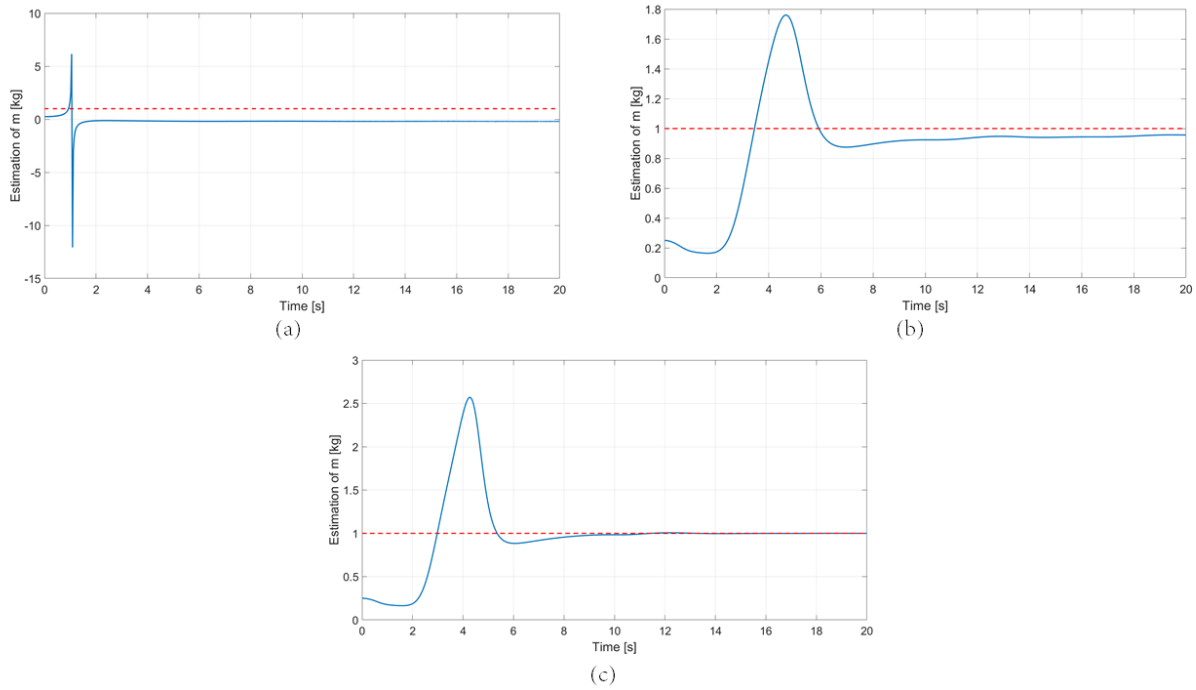 10
5
0
-5
-10
-15
Estimation of m [kg]
0 2 4 6 8 10 12 14 16 18 20
Time [s]
(a)
1.8
1.6
1.4
1.2
1
0.8
0.6
0.4
0.2
0
Estimation of m [kg]
0 2 4 6 8 10 12 14 16 18 20
Time [s]
(b)
3
2.5
2
1.5
1
0.5
0
Estimation of m [kg]
0 2 4 6 8 10 12 14 16 18 20
Time [s]
(c)